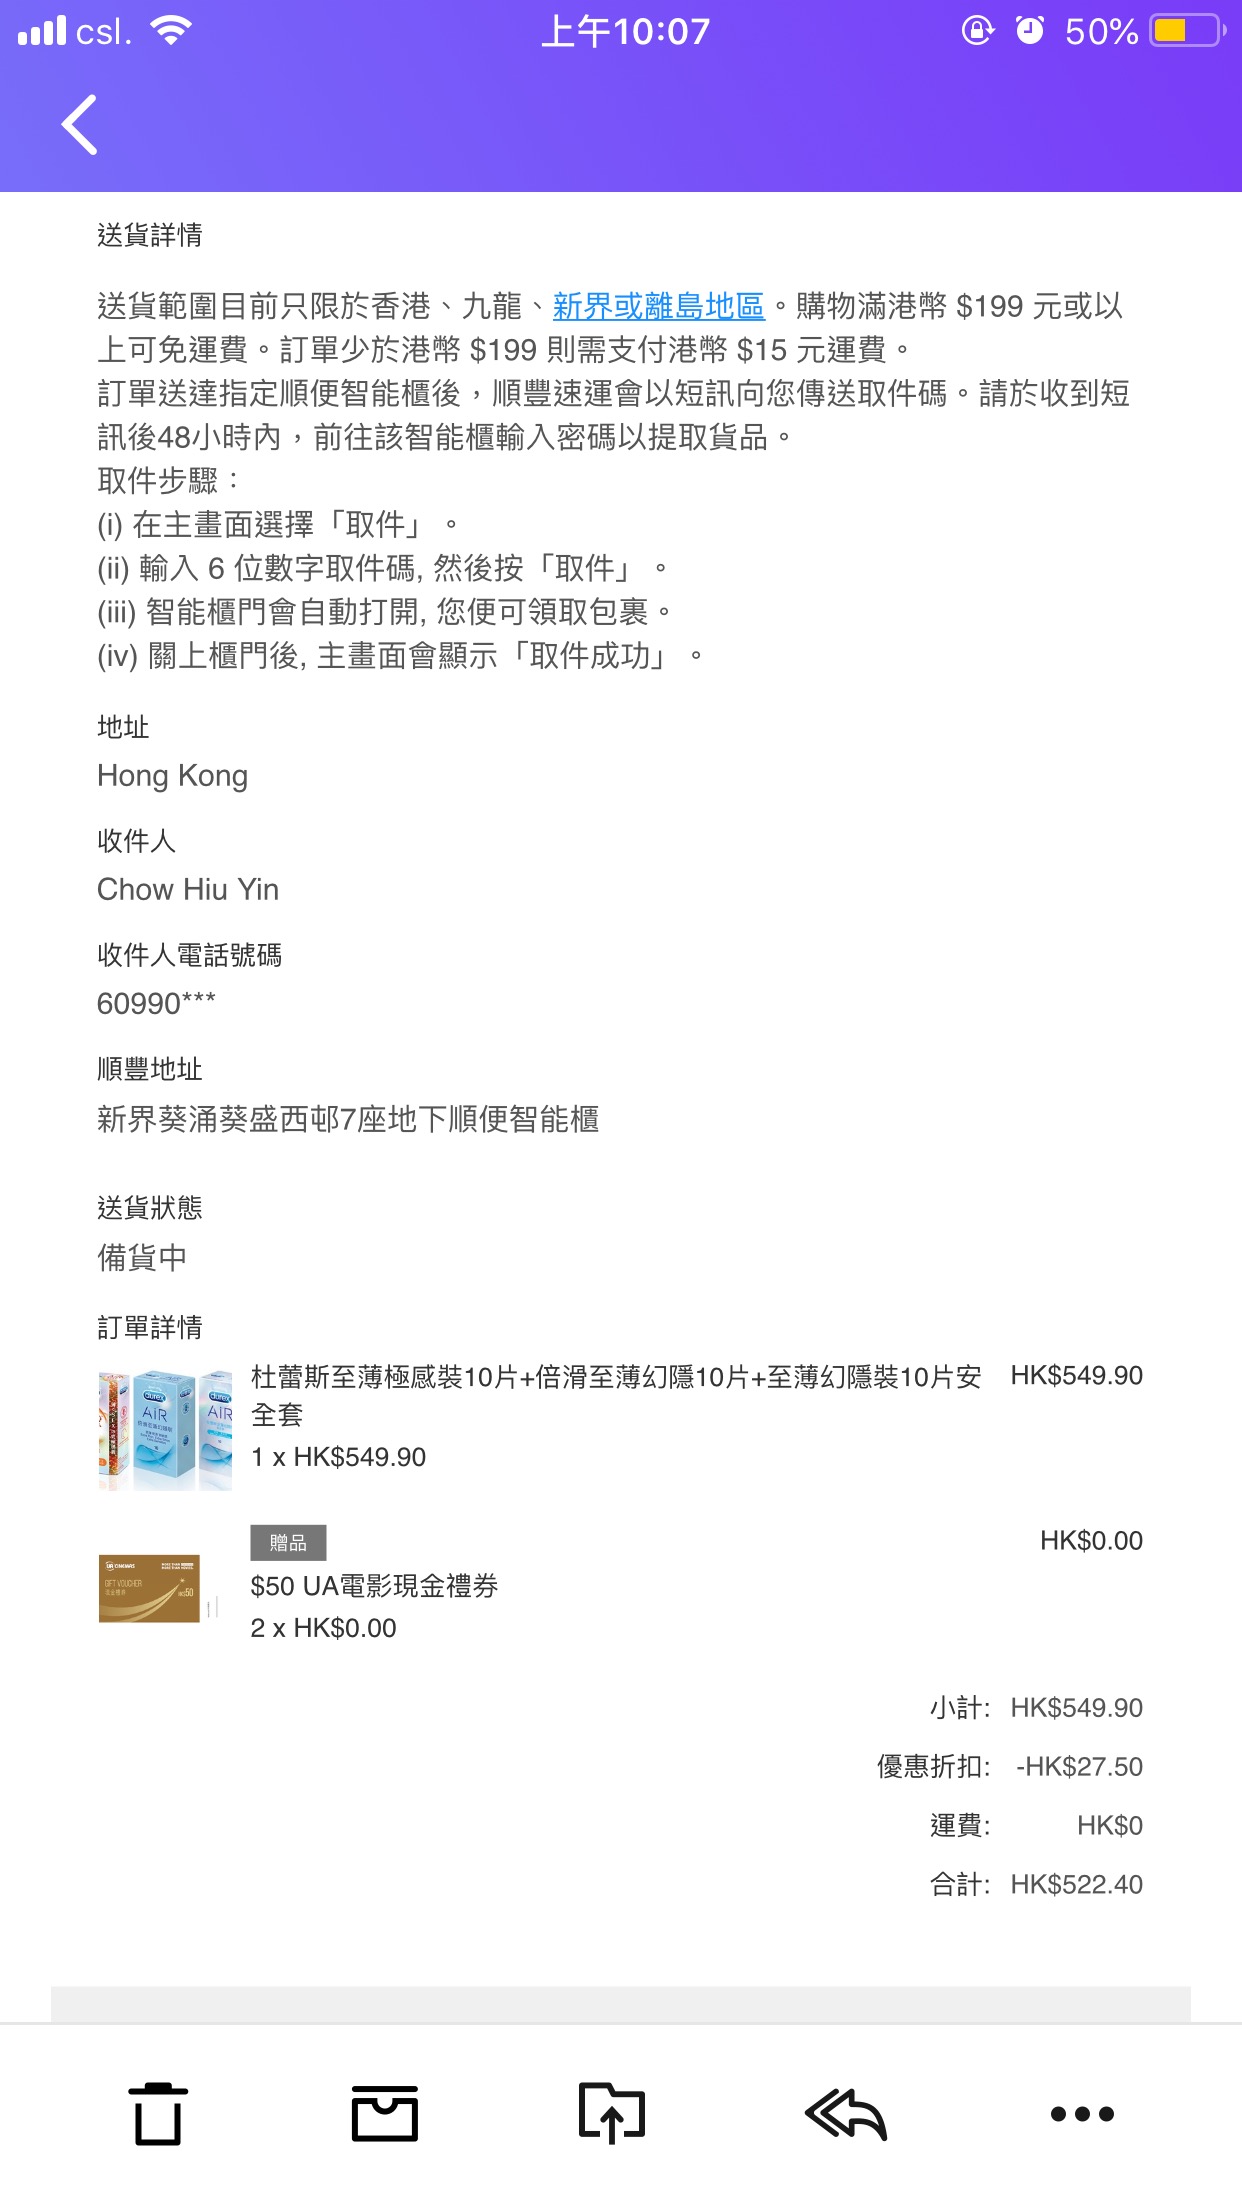 csl.
上午10:07
50%
送貨詳情
送貨範圍目前只限於香港、九龍、新界或離島地區。購物滿港幣 $199 元或以
上可免運費。訂單少於港幣 $199 則需支付港幣 $15 元運費。
訂單送達指定順便智能櫃後，順豐速運會以短訊向您傳送取件碼。請於收到短
訊後48小時內，前往該智能櫃輸入密碼以提取貨品。
取件步驟：
(i) 在主畫面選擇「取件」。
(ii) 輸入 6 位數字取件碼, 然後按「取件」。
(iii) 智能櫃門會自動打開, 您便可領取包裹。
(iv) 關上櫃門後, 主畫面會顯示「取件成功」。
地址
Hong Kong
收件人
Chow Hiu Yin
收件人電話號碼
60990***
順豐地址
新界葵涌葵盛西邨7座地下順便智能櫃
送貨狀態
備貨中
訂單詳情
durex
AIR
durex
AIR
杜蕾斯至薄極感裝10片+倍滑至薄幻隱10片+至薄幻隱裝10片安 HK$549.90
全套
1 x HK$549.90
UA CINEMAS
GIFT VOUCHER
現金禮券
HK$50
贈品 HK$0.00
$50 UA電影現金禮券
2 x HK$0.00
小計: HK$549.90
優惠折扣: -HK$27.50
運費: HK$0
合計: HK$522.40